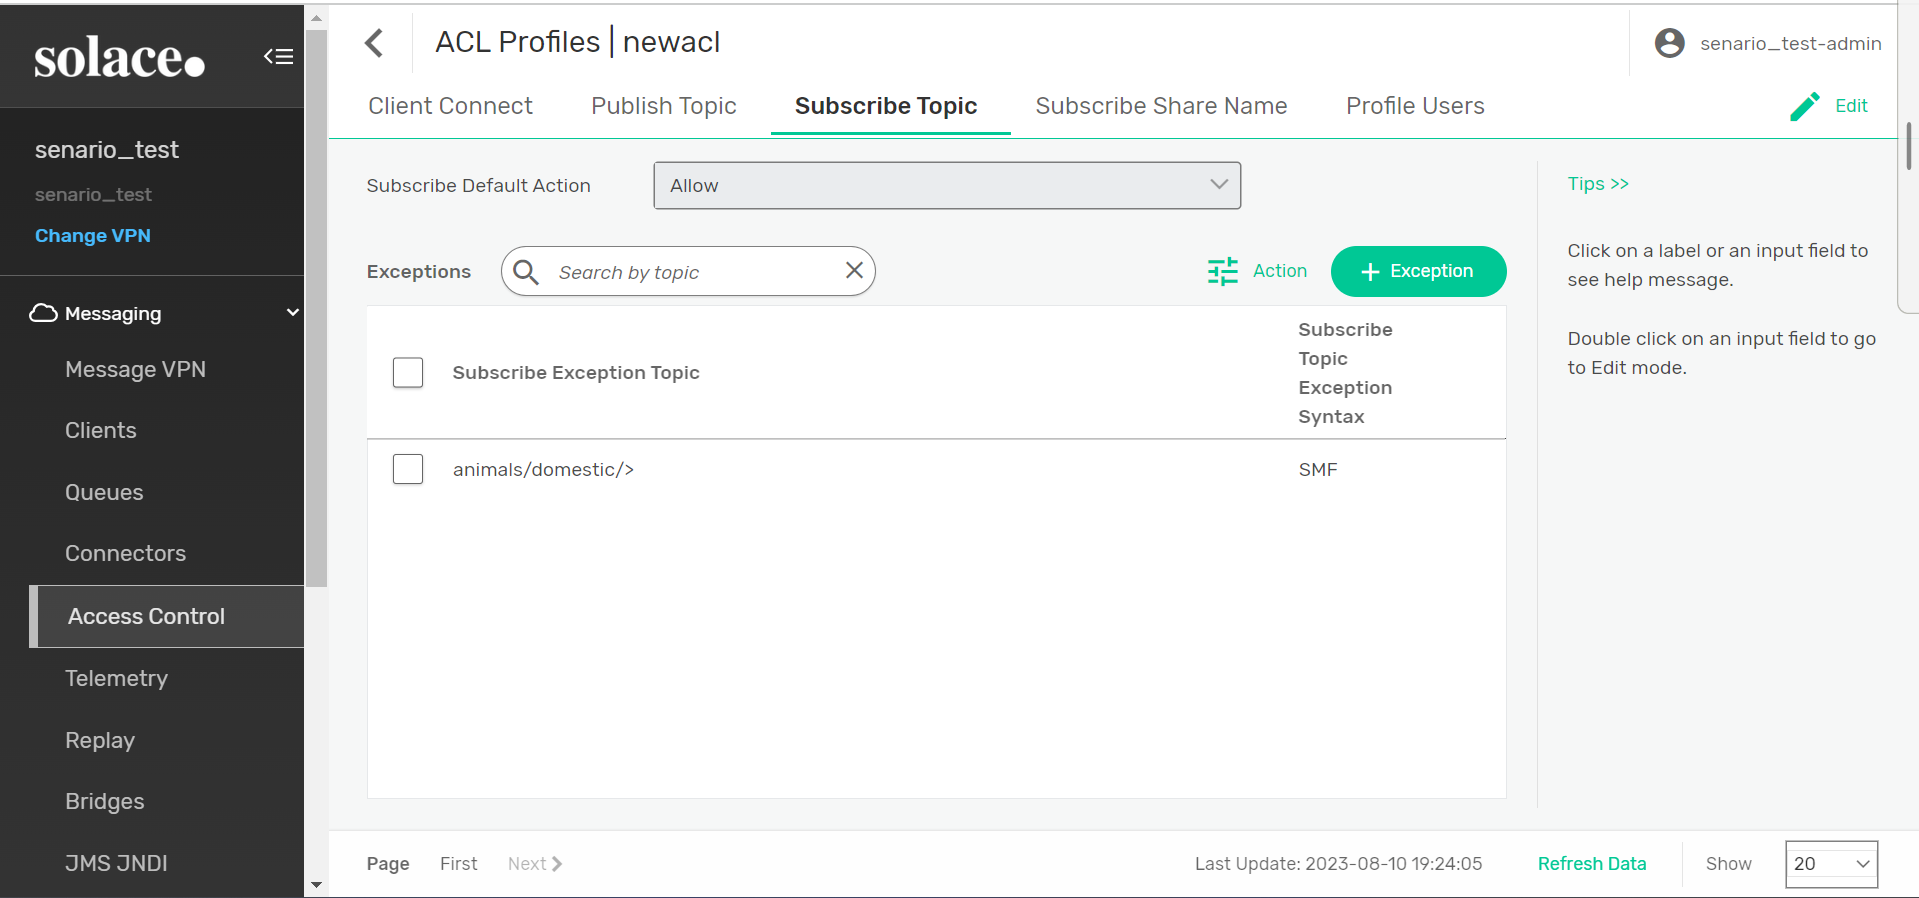 solace.
senario_test
senario_test
Change VPN
Messaging
Message VPN
Clients
Queues
Connectors
Access Control
Telemetry
Replay
Bridges
JMS JNDI
ACL Profiles | newacl
senario_test-admin
Client Connect
Publish Topic
Subscribe Topic
Subscribe Share Name
Profile Users
Edit
Subscribe Default Action
Allow
Exceptions
Search by topic
Action
+ Exception
Subscribe Exception Topic
Subscribe
Topic
Exception
Syntax
animals/domestic/>
SMF
Tips >>
Click on a label or an input field to
see help message.
Double click on an input field to go
to Edit mode.
Page
First
Next
Last Update: 2023-08-10 19:24:05
Refresh Data
Show
20